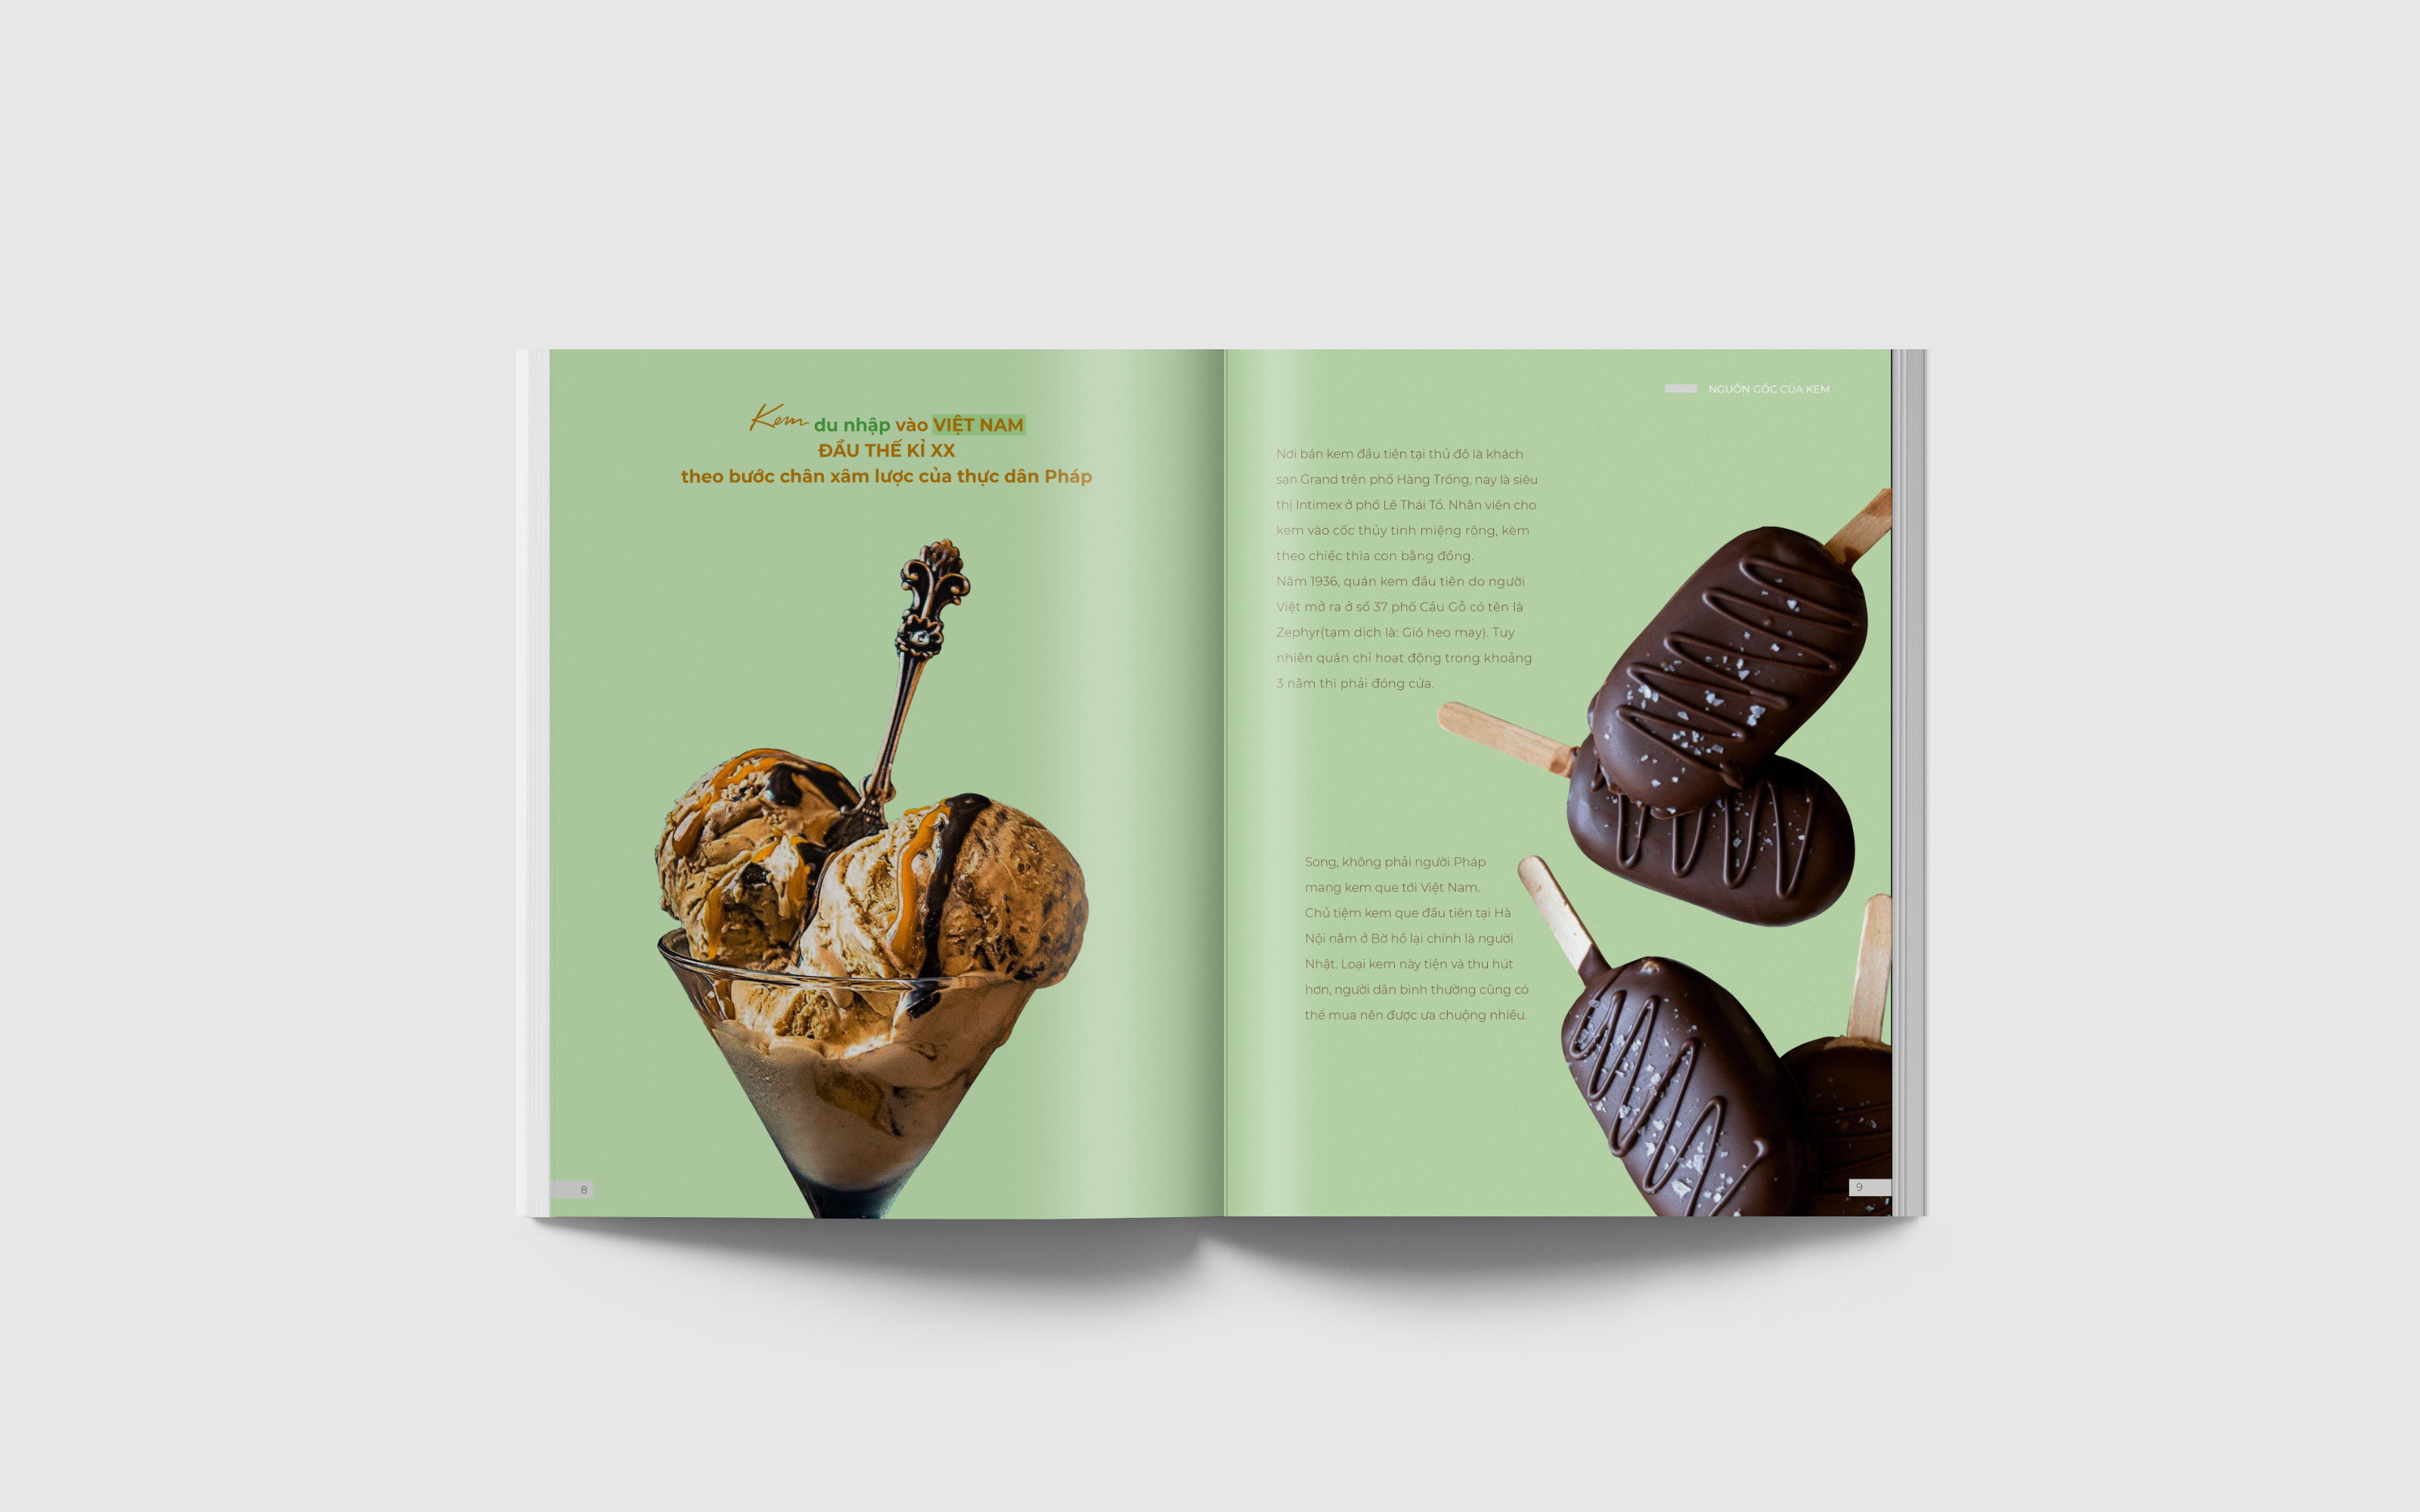 Kem du nhập vào VIỆT NAM
ĐẦU THẾ KỈ XX
theo bước chân xâm lược của thực dân Pháp
8
NGUỒN GỐC CỦA KEM
Nơi bán kem đầu tiên tại thủ đô là khách
sạn Grand trên phố Hàng Trống, nay là siêu
thị Intimex ở phố Lê Thái Tổ. Nhân viên cho
kem vào cốc thủy tinh miệng rộng, kèm
theo chiếc thìa con bằng đồng.
Năm 1936, quán kem đầu tiên do người
Việt mở ra ở số 37 phố Cầu Gỗ có tên là
Zephyr(tạm dịch là: Gió heo may). Tuy
nhiên quán chỉ hoạt động trong khoảng
3 năm thì phải đóng cửa.
Song, không phải người Pháp
mang kem que tới Việt Nam.
Chủ tiệm kem que đầu tiên tại Hà
Nội nằm ở Bờ hồ lại chính là người
Nhật. Loại kem này tiện và thu hút
hơn, người dân bình thường cũng có
thể mua nên được ưa chuộng nhiều.
9